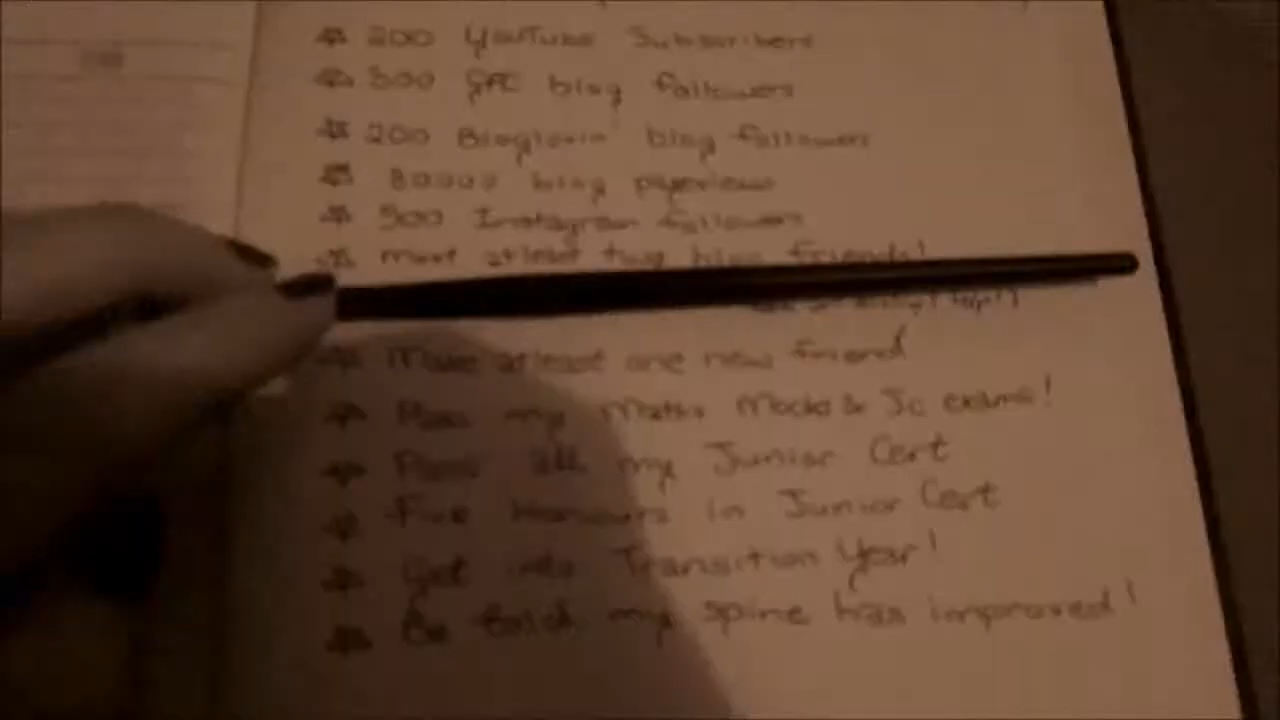 200 YouTube Subscribers
300 GFC blog followers
200 Bloglovin' blog followers
blog pageviews
500 Instagram followers
meet atleast two blog friends!
Make atleast one new friend
Pass my Maths Mocks & Jc exams!
Pass all my Junior Cert
Five Honours in Junior Cert
Get into Transition Year!
Be told my spine has improved!